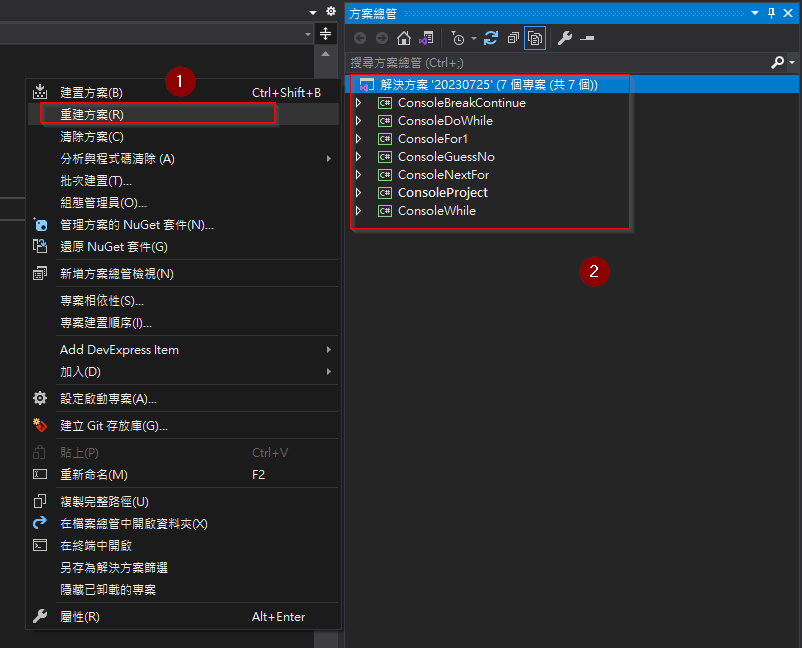 1
建置方案(B) Ctrl+Shift+B
重建方案(R)
清除方案(C)
分析與程式碼清除 (A)
批次建置(T)...
組態管理員(O)...
管理方案的 NuGet 套件(N)...
還原 NuGet 套件(G)
新增方案總管檢視(N)
專案相依性(S)...
專案建置順序(I)...
Add DevExpress Item
加入(D)
設定啟動專案(A)...
建立 Git 存放庫(G)...
貼上(P) Ctrl+V
重新命名(M) F2
複製完整路徑(U)
在檔案總管中開啟資料夾(X)
在終端中開啟
另存為解決方案篩選
隱藏已卸載的專案
屬性(R) Alt+Enter
方案總管
搜尋方案總管 (Ctrl+;)
解決方案 '20230725' (7 個專案 (共 7 個))
C# ConsoleBreakContinue
C# ConsoleDoWhile
C# ConsoleFor1
C# ConsoleGuessNo
C# ConsoleNextFor
C# ConsoleProject
C# ConsoleWhile
2